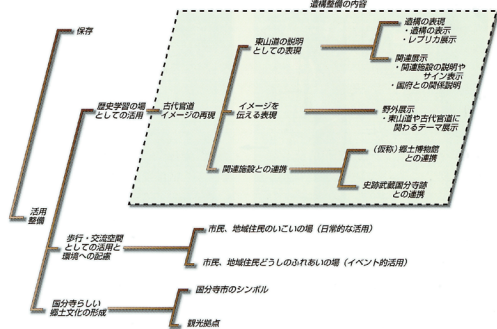 遺構整備の内容
保存
東山道の説明
としての表現
遺構の表現
・遺構の表示
・レプリカ展示
関連展示
・関連施設の説明や
サイン表示
・国府との関係説明
歴史学習の場
としての活用
古代官道
イメージの再現
イメージを
伝える表現
野外展示
・東山道や古代官道に
関わるテーマ展示
関連施設との連携
(仮称)郷土博物館
との連携
史跡武蔵国分寺跡
との連携
活用
整備
歩行・交流空間
としての活用と
環境への配慮
市民、地域住民のいこいの場(日常的な活用)
市民、地域住民どうしのふれあいの場(イベント的活用)
国分寺らしい
郷土文化の形成
国分寺市のシンボル
観光拠点